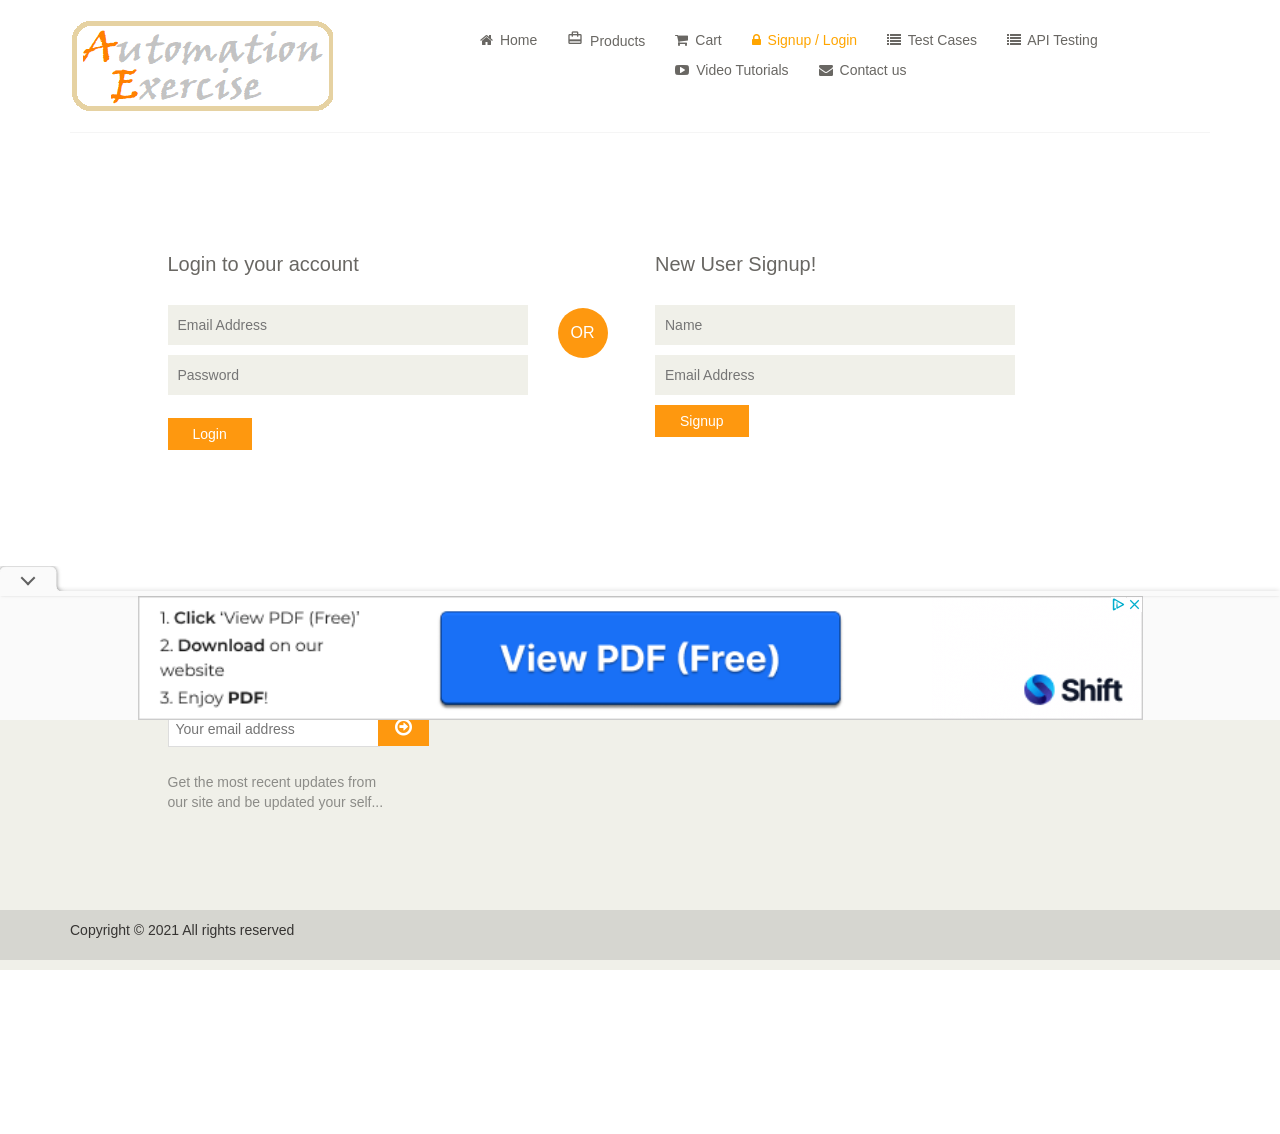 Automation
Exercise
Home
Products
Cart
Signup / Login
Test Cases
API Testing
Video Tutorials
Contact us
Login to your account
Email Address
Password
Login
OR
New User Signup!
Name
Email Address
Signup
1. Click ‘View PDF (Free)’
2. Download on our
website
3. Enjoy PDF!
View PDF (Free)
Shift
Your email address
Get the most recent updates from
our site and be updated your self...
Copyright © 2021 All rights reserved